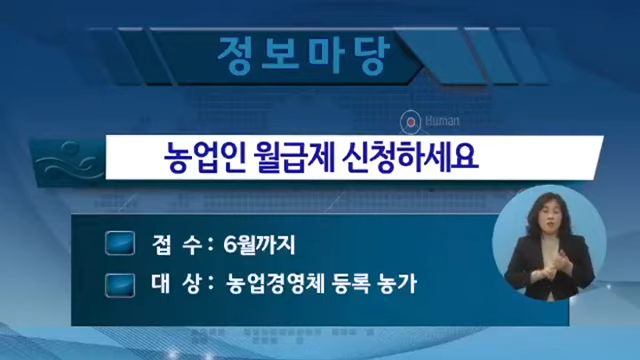 정보마당
Human
농업인 월급제 신청하세요
접 수 : 6월까지
대 상 : 농업경영체 등록 농가